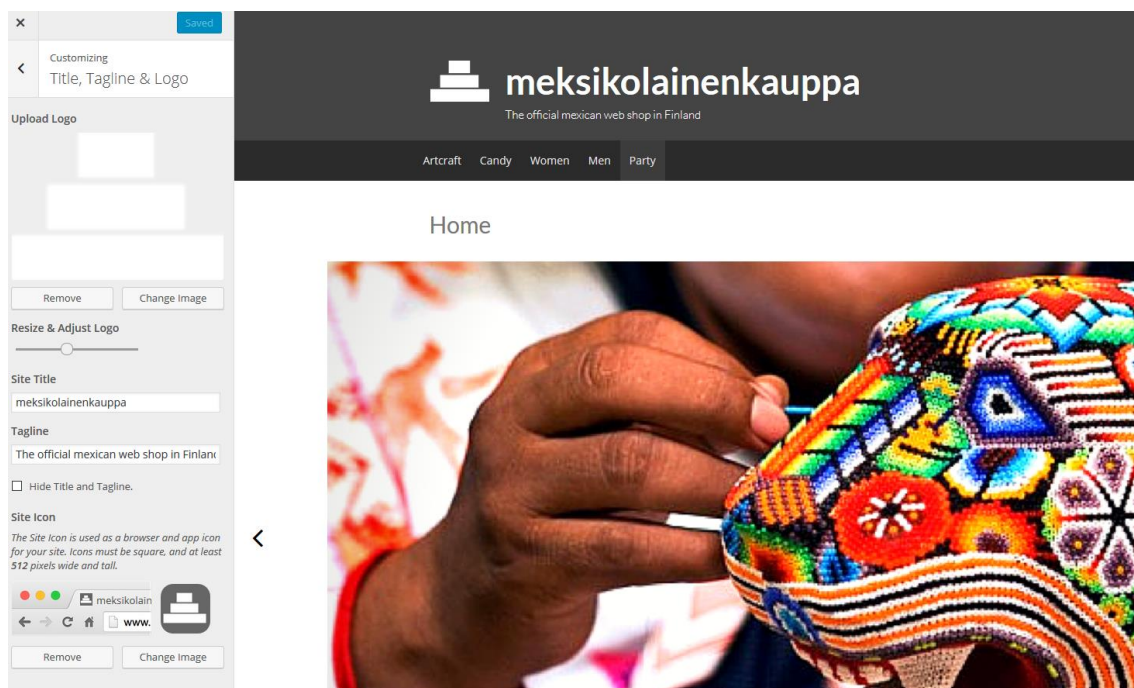 Saved
Customizing
Title, Tagline & Logo
Upload Logo
Remove
Change Image
Resize & Adjust Logo
Site Title
meksikolainenkauppa
Tagline
The official mexican web shop in Finlanc
Hide Title and Tagline.
Site Icon
The Site Icon is used as a browser and app icon
for your site. Icons must be square, and at least
512 pixels wide and tall.
meksikolain
www.
Remove
Change Image
meksikolainenkauppa
The official mexican web shop in Finland
Artcraft Candy Women Men Party
Home